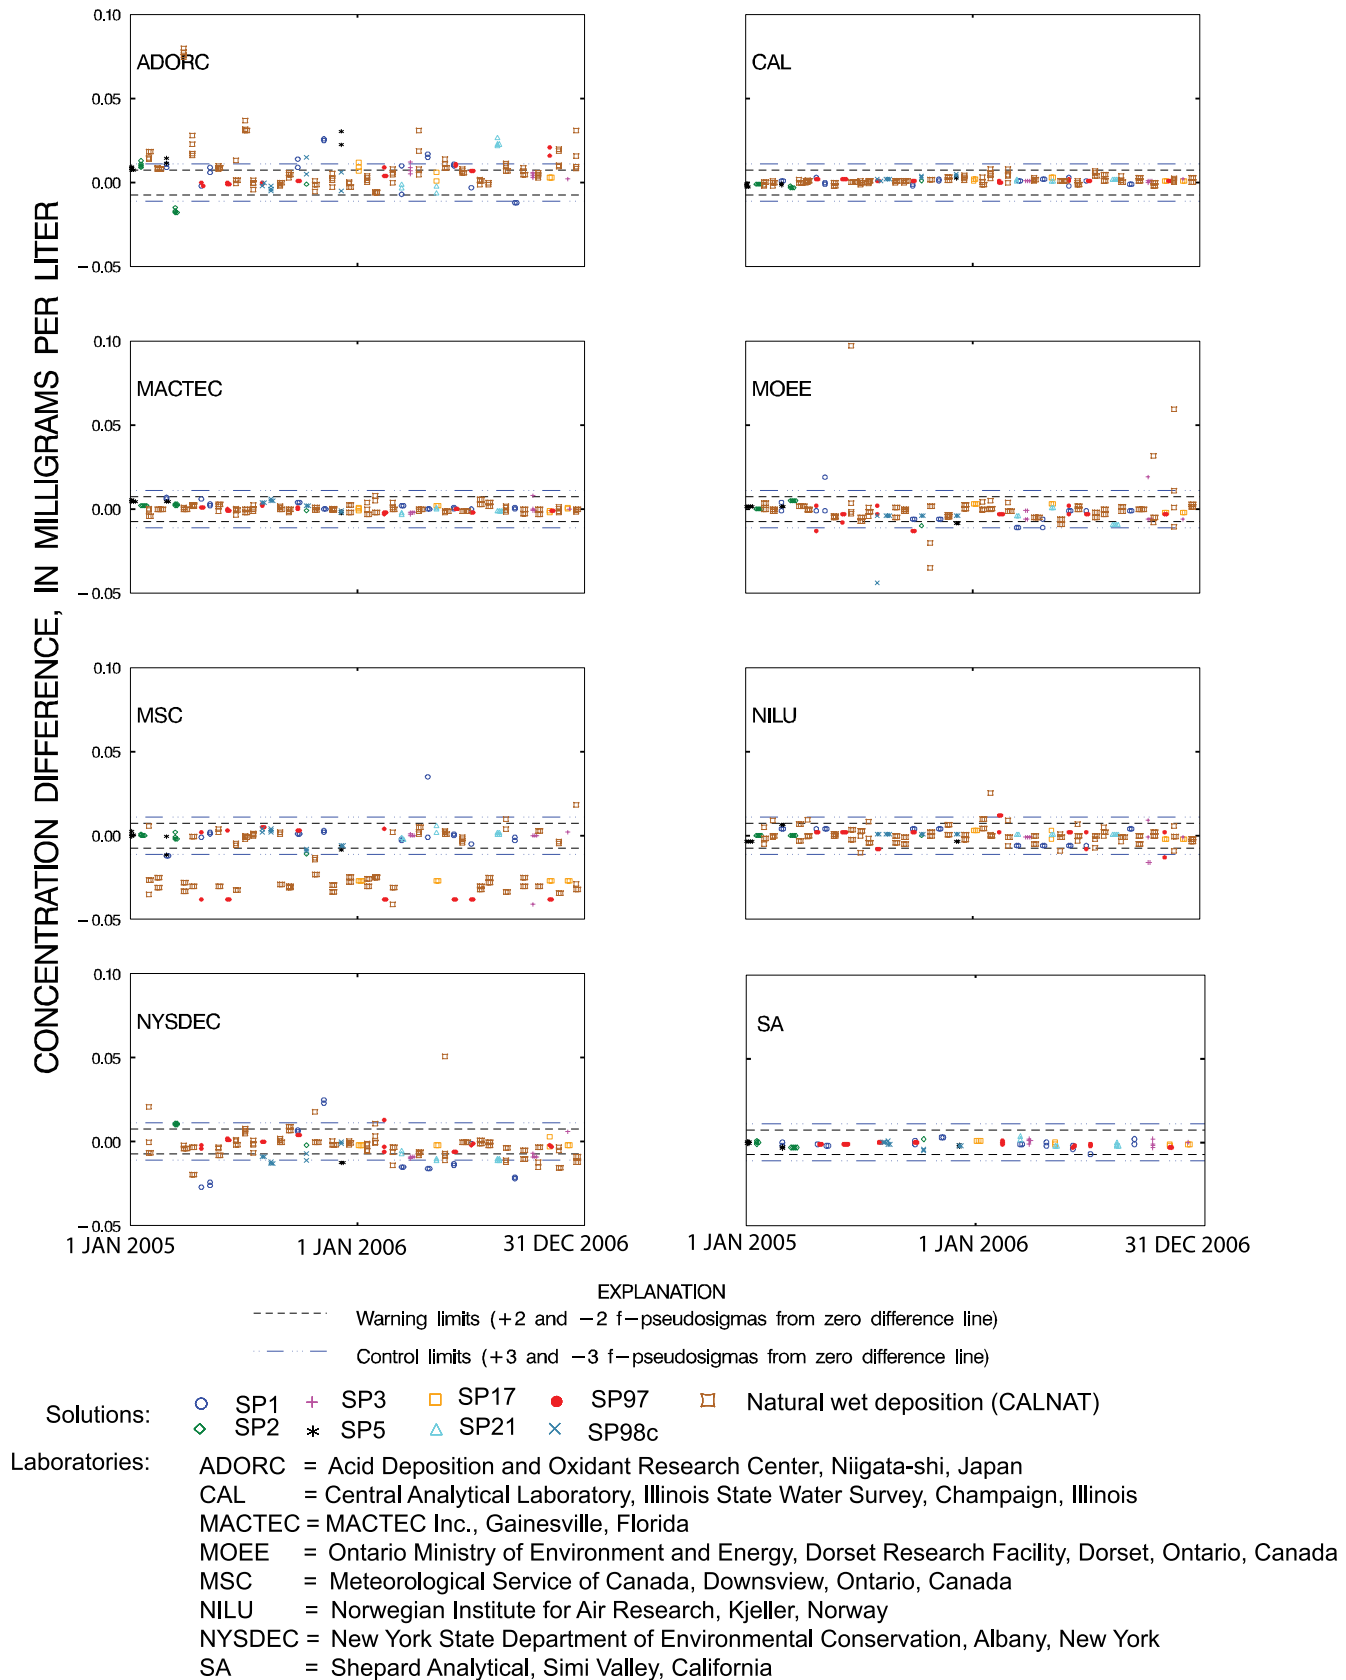 CONCENTRATION DIFFERENCE, IN MILLIGRAMS PER LITER
0.10
0.05
0.00
−0.05
ADORC
CAL
0.10
0.05
0.00
−0.05
MACTEC
MOEE
0.10
0.05
0.00
−0.05
MSC
NILU
0.10
0.05
0.00
−0.05
NYSDEC
SA
1 JAN 2005 1 JAN 2006 31 DEC 2006
1 JAN 2005 1 JAN 2006 31 DEC 2006
EXPLANATION
Warning limits (+2 and −2 f−pseudosigmas from zero difference line)
Control limits (+3 and −3 f−pseudosigmas from zero difference line)
Solutions: SP1 SP3 SP17 SP97 Natural wet deposition (CALNAT)
SP2 SP5 SP21 SP98c
Laboratories: ADORC = Acid Deposition and Oxidant Research Center, Niigata-shi, Japan
CAL = Central Analytical Laboratory, Illinois State Water Survey, Champaign, Illinois
MACTEC = MACTEC Inc., Gainesville, Florida
MOEE = Ontario Ministry of Environment and Energy, Dorset Research Facility, Dorset, Ontario, Canada
MSC = Meteorological Service of Canada, Downsview, Ontario, Canada
NILU = Norwegian Institute for Air Research, Kjeller, Norway
NYSDEC = New York State Department of Environmental Conservation, Albany, New York
SA = Shepard Analytical, Simi Valley, California